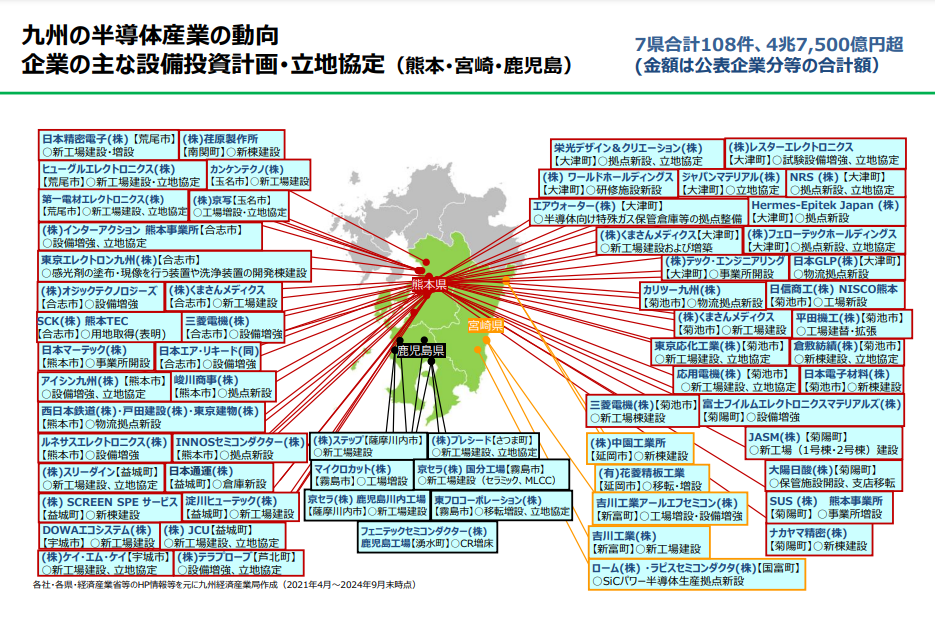 九州の半導体産業の動向
企業の主な設備投資計画・立地協定（熊本・宮崎・鹿児島）
7県合計108件、4兆7,500億円超
(金額は公表企業分等の合計額）
日本精密電子(株)【荒尾市】
○新工場建設・増設
(株)荏原製作所
【南関町】○新棟建設
ヒューグルエレクトロニクス(株)
【荒尾市】○新工場建設・立地協定
カンケンテクノ(株)
【玉名市】○新工場建設
第一電材エレクトロニクス(株)
【荒尾市】○新工場建設、立地協定
(株)京写【玉名市】
○工場増設・立地協定
(株)インターアクション 熊本事業所【合志市】
○設備増強、立地協定
東京エレクトロン九州(株)【合志市】
○感光剤の塗布・現像を行う装置や洗浄装置の開発棟建設
(株)オジックテクノロジーズ
【合志市】○設備増強
(株)くまさんメディクス
【合志市】○新工場建設
SCK(株) 熊本TEC
【合志市】○用地取得(表明)
三菱電機(株)
【合志市】○設備増強
日本マーテック(株)
【熊本市】○事業所開設
日本エア・リキード(同)
【合志市】○設備増強
アイシン九州(株)【熊本市】
○設備増強、立地協定
峻川商事(株)
【熊本市】○拠点新設
西日本鉄道(株)・戸田建設(株)・東京建物(株)
【熊本市】○物流拠点新設
ルネサスエレクトロニクス(株)
【熊本市】○設備増強
INNOSセミコンダクター(株)
【熊本市】○拠点新設
(株)スリーダイン【益城町】
○新工場建設、立地協定
日本通運(株)
【益城町】○倉庫新設
(株) SCREEN SPE サービス
【益城町】○新棟建設
淀川ヒューテック(株)
【益城町】○新工場建設
DOWAエコシステム(株)
【宇城市】○新工場建設
(株) JCU【益城町】
○新工場建設、立地協定
(株)ケイ・エム・ケイ【宇城市】
○新工場建設、立地協定
(株)テラプローブ【芦北町】
○設備増強、立地協定
熊本県
宮崎県
鹿児島県
(株)ステップ【薩摩川内市】
○新工場建設
(株)プレシード【さつま町】
○新工場建設、立地協定
マイクロカット(株)
【霧島市】○工場増設
京セラ(株) 国分工場【霧島市】
○新工場建設（セラミック、MLCC）
京セラ(株) 鹿児島川内工場
【薩摩川内市】○新工場建設
東フロコーポレーション(株)
【霧島市】○移転増設、立地協定
フェニテックセミコンダクター(株)
鹿児島工場【湧水町】○CR増床
栄光デザイン＆クリエーション(株)
【大津町】○拠点新設、立地協定
(株)レスターエレクトロニクス
【大津町】○試験設備増強、立地協定
(株) ワールドホールディングス
【大津町】○研修施設新設
ジャパンマテリアル(株)
【大津町】○立地協定
NRS (株)【大津町】
○拠点新設、立地協定
エアウォーター(株)【大津町】
○半導体向け特殊ガス保管倉庫等の拠点整備
Hermes-Epitek Japan (株)
【大津町】○拠点新設
(株)くまさんメディクス【大津町】
○新工場建設および増築
(株)フェローテックホールディングス
【大津町】○拠点新設、立地協定
(株)テック・エンジニアリング
【大津町】○事業所開設
日本GLP(株)【大津町】
○物流拠点新設
カリツー九州(株)
【菊池市】○物流拠点新設
日信商工(株) NISCO熊本
【菊池市】○工場新設
(株)くまさんメディクス
【菊池市】○新工場建設
平田機工(株)【菊池市】
○工場建替・拡張
東京応化工業(株)【菊池市】
○新工場建設、立地協定
倉敷紡績(株)【菊池市】
○新棟建設、立地協定
応用電機(株)【菊池市】
○新工場建設、立地協定
日本電子材料(株)
【菊池市】○新棟建設
三菱電機(株)【菊池市】
○新工場棟建設
富士フイルムエレクトロニクスマテリアルズ(株)
【菊陽町】○設備増強
JASM(株)【菊陽町】
○新工場（1号棟・2号棟）建設
(株)中園工業所
【延岡市】○新工場建設
大陽日酸(株)【菊陽町】
○保管施設開設、支店移転
(有)花菱精板工業
【延岡市】○移転・増設
SUS (株) 熊本事業所
【菊陽町】○事業所増設
吉川工業アールエフセミコン(株)
【新富町】○工場増設・設備増強
ナカヤマ精密(株)
【菊陽町】○新棟建設
吉川工業(株)
【新富町】○新工場建設
ローム(株)・ラピスセミコンダクタ(株)【国富町】
○SiCパワー半導体生産拠点新設
各社・各県・経済産業省等のHP情報等を元に九州経済産業局作成（2021年4月～2024年9月末時点）